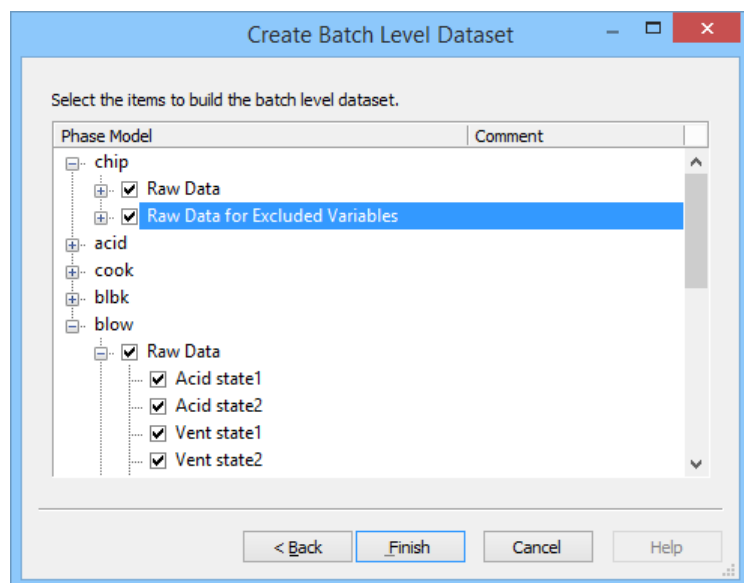 Create Batch Level Dataset
Select the items to build the batch level dataset.
Phase Model Comment
chip
Raw Data
Raw Data for Excluded Variables
acid
cook
blbk
blow
Raw Data
Acid state1
Acid state2
Vent state1
Vent state2
< Back Finish Cancel Help